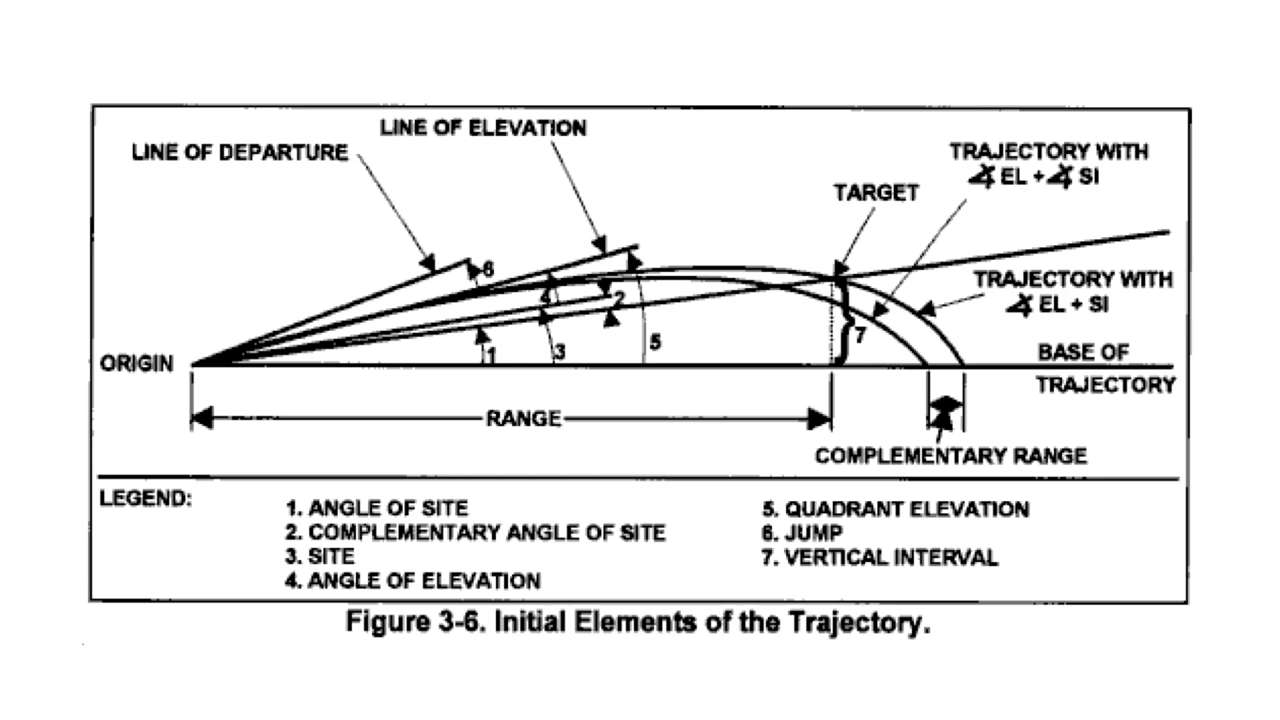 LINE OF ELEVATION
LINE OF DEPARTURE
TRAJECTORY WITH
∡ EL + ∡ SI
TARGET
6
4
2
TRAJECTORY WITH
∡ EL + SI
1
3
5
7
ORIGIN
BASE OF
TRAJECTORY
RANGE
COMPLEMENTARY RANGE
LEGEND:
1. ANGLE OF SITE
2. COMPLEMENTARY ANGLE OF SITE
3. SITE
4. ANGLE OF ELEVATION
5. QUADRANT ELEVATION
6. JUMP
7. VERTICAL INTERVAL
Figure 3-6. Initial Elements of the Trajectory.